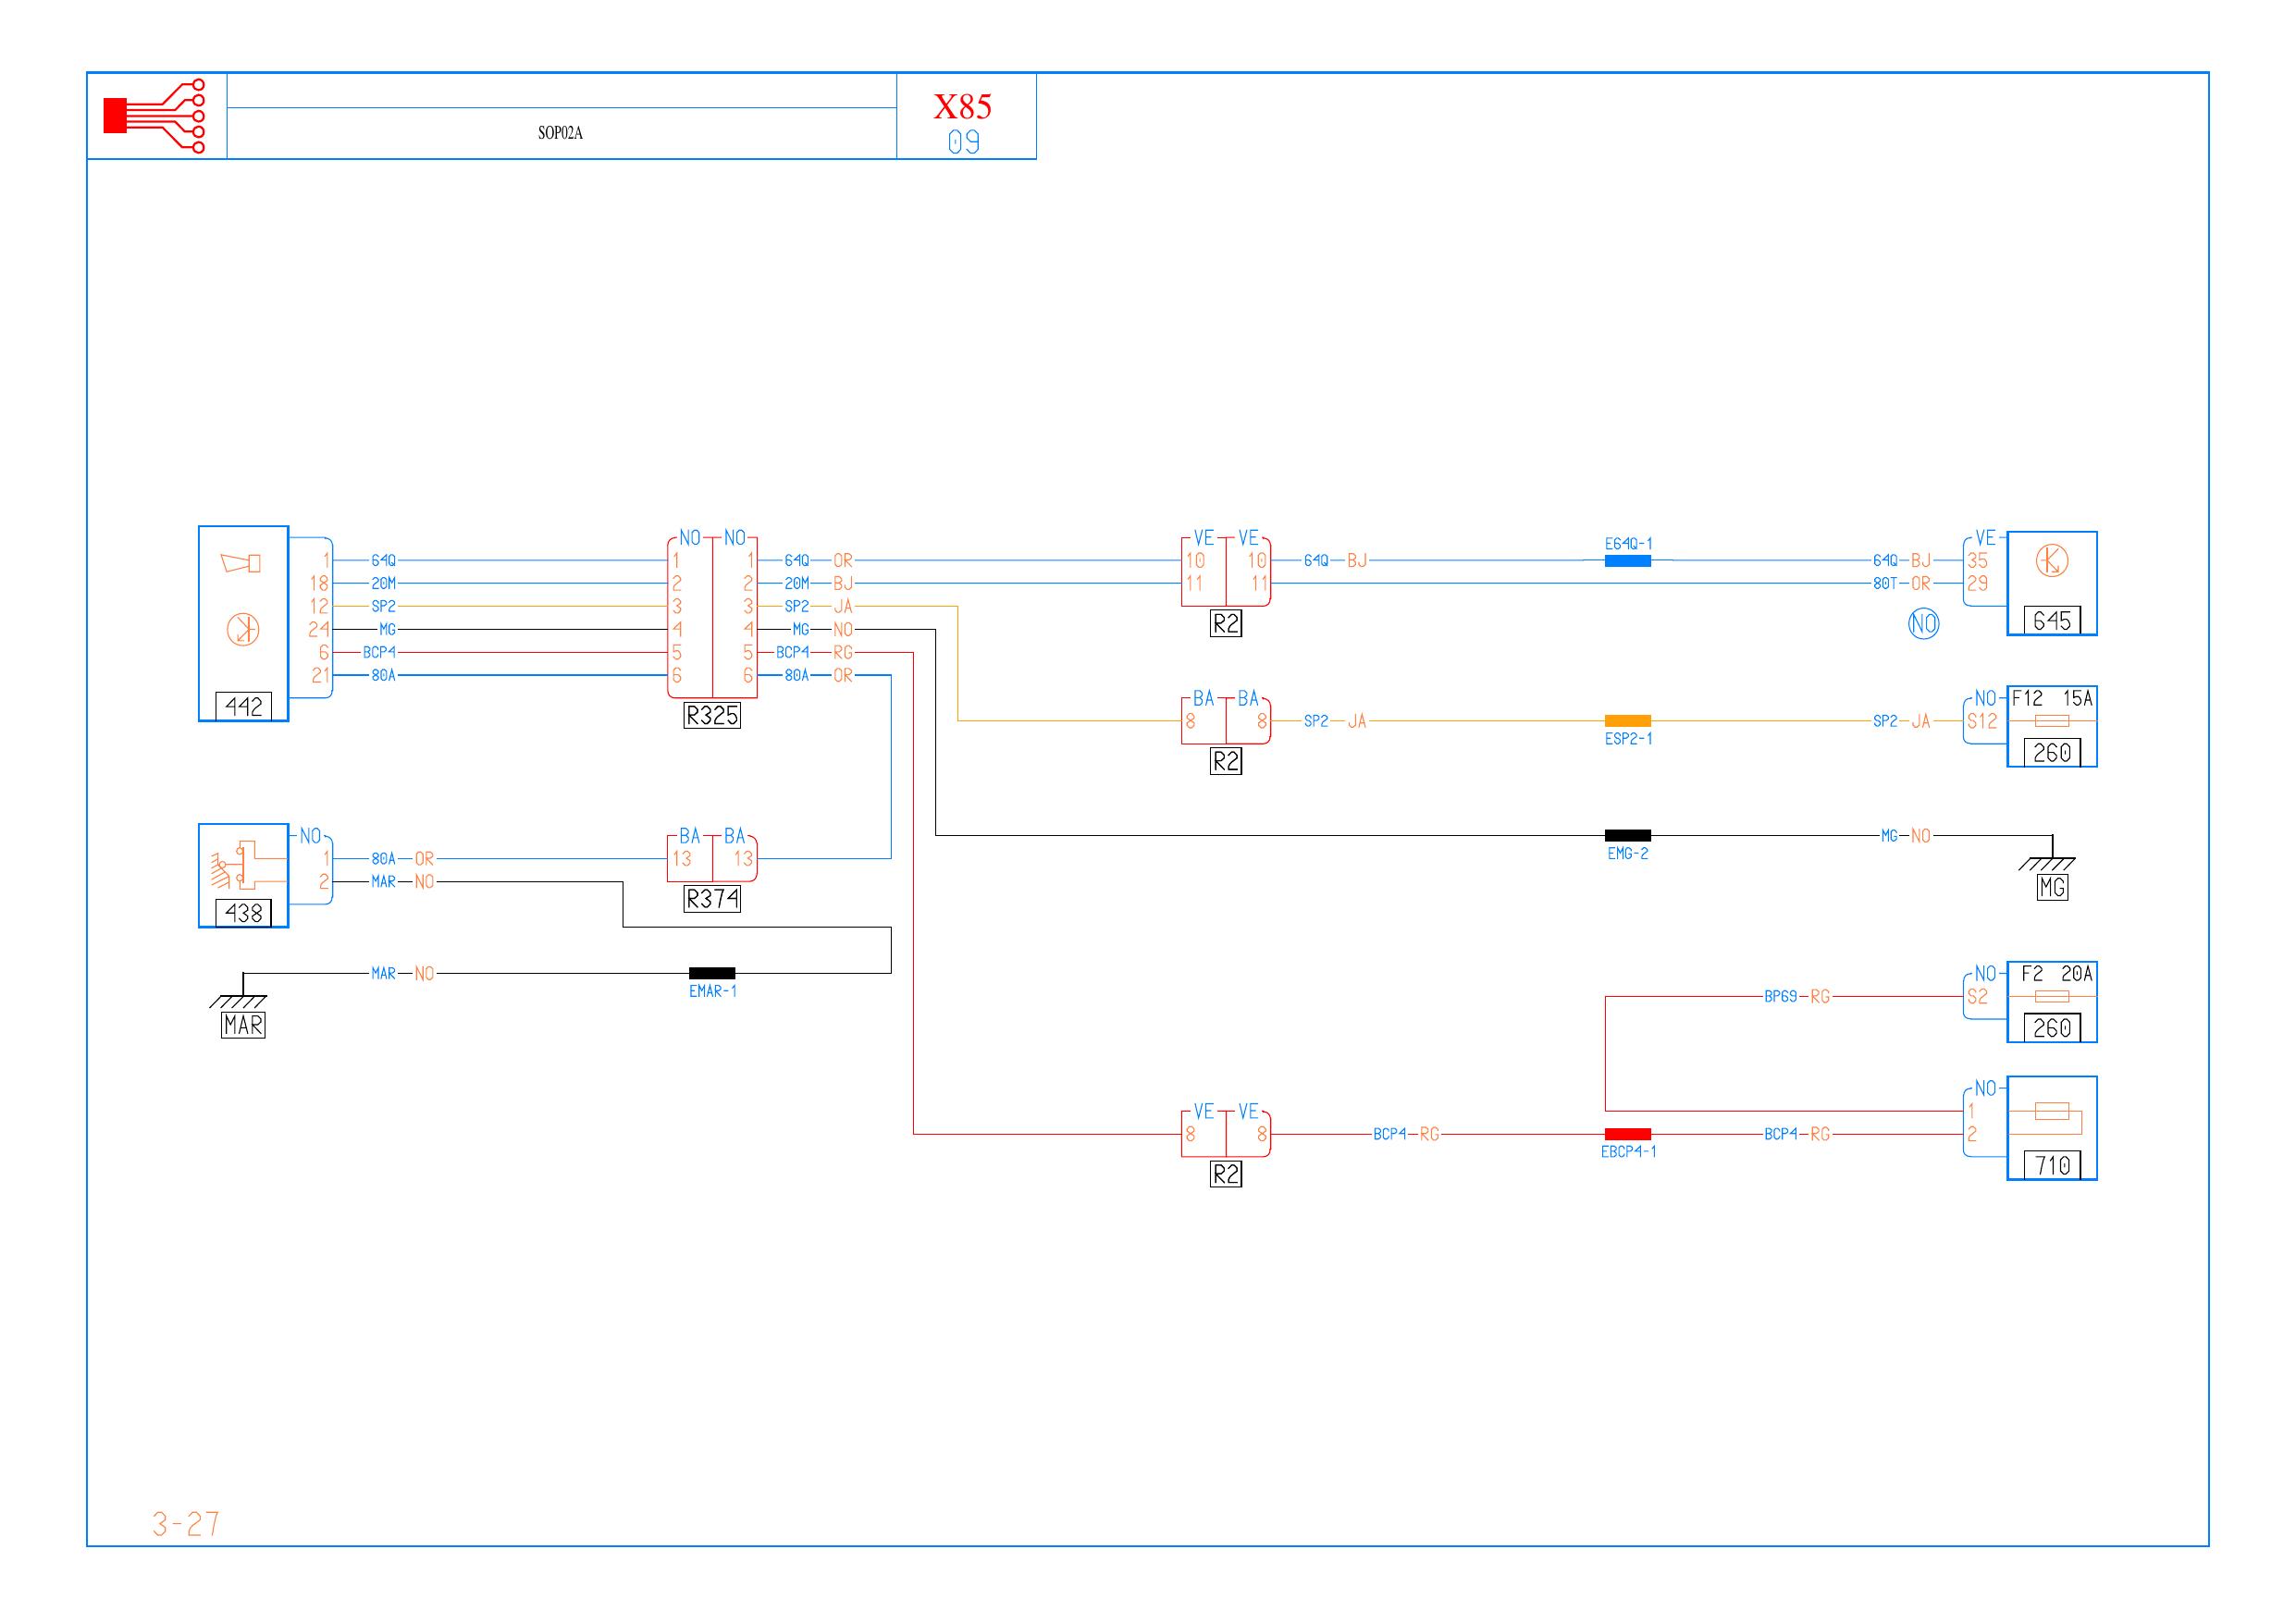 X85
SOP02A
09
E64Q-1
NO NO VE VE VE
1 64Q 1 1 64Q OR 10 10 64Q BJ 64Q BJ 35
18 20M 2 2 20M BJ 11 11 80T OR 29
12 SP2 3 3 SP2 JA
24 MG 4 4 MG NO R2 NO 645
6 BCP4 5 5 BCP4 RG
21 80A 6 6 80A OR
BA BA NO F12 15A
442 R325 8 8 SP2 JA SP2 JA S12
ESP2-1
R2 260
NO BA BA MG NO
EMG-2
1 80A OR 13 13
2 MAR NO MG
438 R374
MAR NO NO F2 20A
EMAR-1 BP69 RG S2
MAR 260
NO
VE VE 1
8 8 BCP4 RG BCP4 RG 2
EBCP4-1
R2 710
3-27